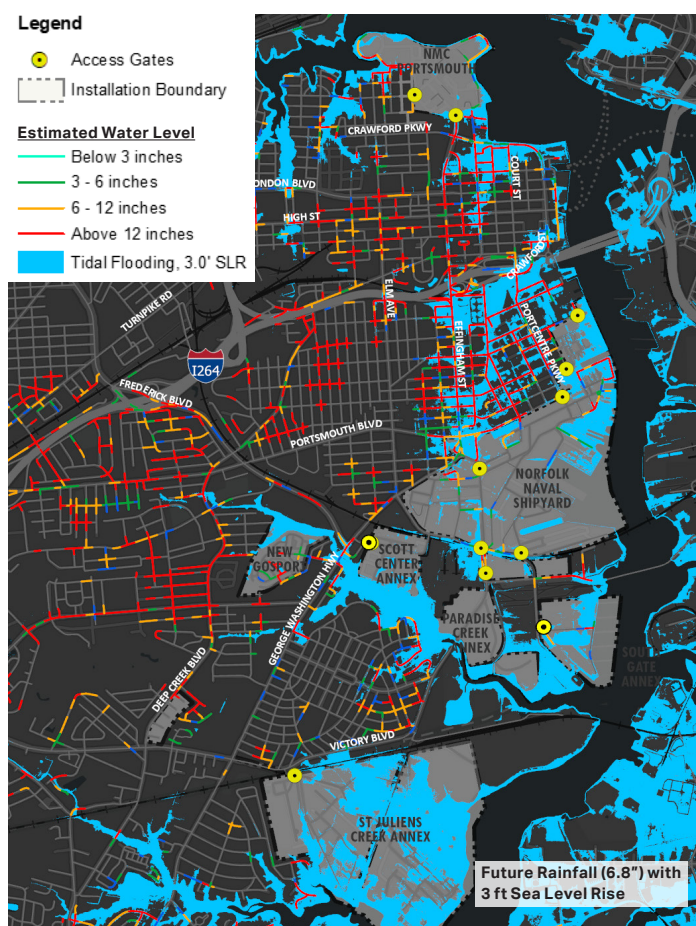 Legend
Access Gates
Installation Boundary
Estimated Water Level
Below 3 inches
3 - 6 inches
6 - 12 inches
Above 12 inches
Tidal Flooding, 3.0' SLR
NMC
PORTSMOUTH
CRAWFORD PKWY
ONDON BLVD
COURT ST
HIGH ST
CRAWFORD ST
TURNPIKE RD
ELM AVE
EFFINGHAM ST
PORTCENTRE PKWY
I264
FREDERICK BLVD
PORTSMOUTH BLVD
NORFOLK
NAVAL
SHIPYARD
NEW
GOSPORT
SCOTT
CENTER
ANNEX
GEORGE WASHINGTON HWY
PARADISE
CREEK
ANNEX
SOUTH
GATE
ANNEX
DEEP CREEK BLVD
VICTORY BLVD
ST JULIENS
CREEK ANNEX
Future Rainfall (6.8") with
3 ft Sea Level Rise